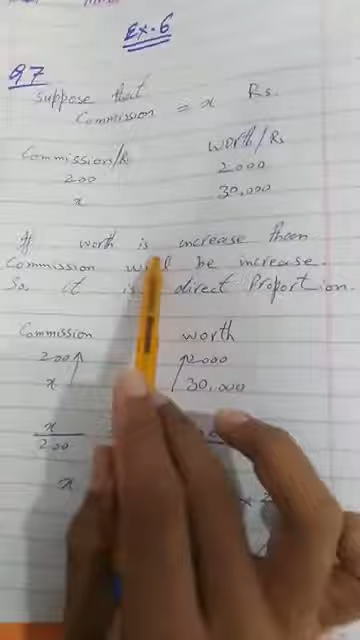 Ex-6
Q7
Suppose that
Commission = x Rs.
Commission/Rs worth/Rs
200 2000
x 30,000
If worth is increase then
Commission will be increase.
So, it is direct Proportion.
Commission worth
200 2000
x 30,000
x
200
x